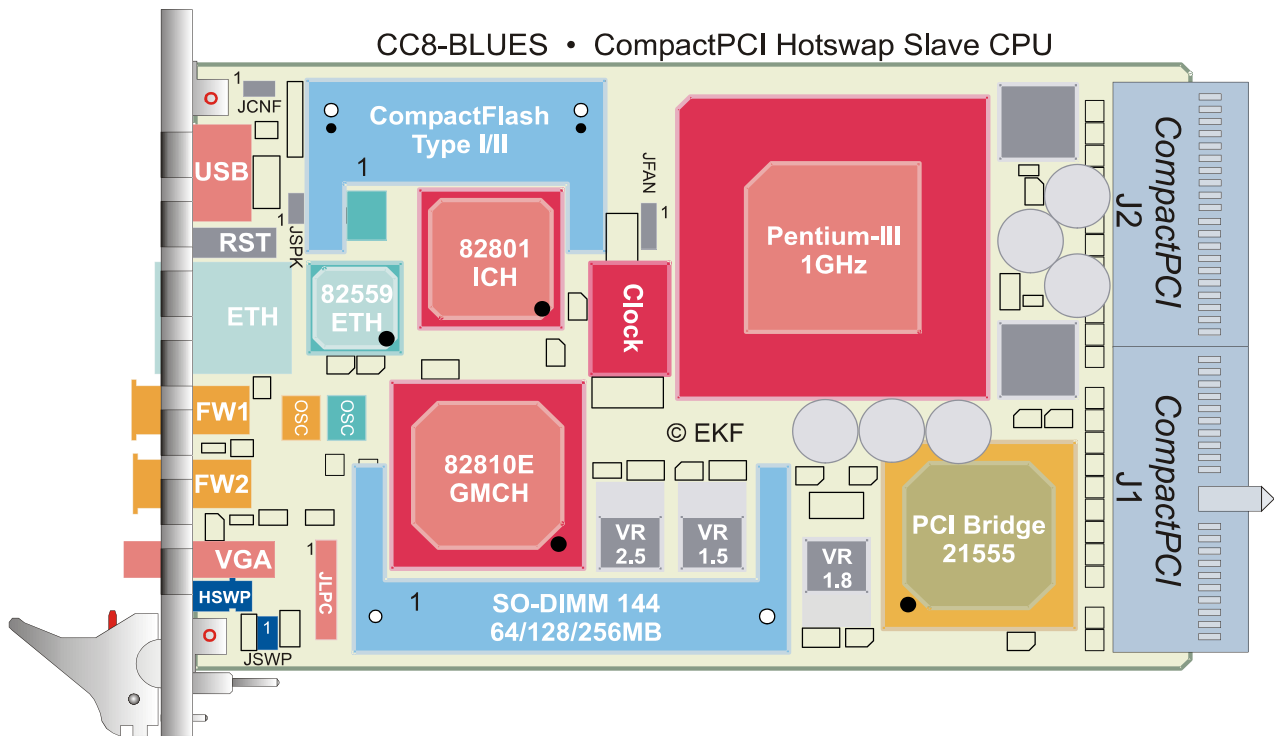 CC8-BLUES • CompactPCI Hotswap Slave CPU
1
JCNF
CompactFlash
Type I/II
1
USB
1
JSPK
RST
JFAN
1
82801
ICH
Pentium-III
1GHz
CompactPCI
J2
ETH
82559
ETH
Clock
FW1
OSC
OSC
© EKF
CompactPCI
J1
FW2
82810E
GMCH
VR
2.5
VR
1.5
VR
1.8
PCI Bridge
21555
VGA
1
JLPC
HSWP
1
JSWP
1
SO-DIMM 144
64/128/256MB